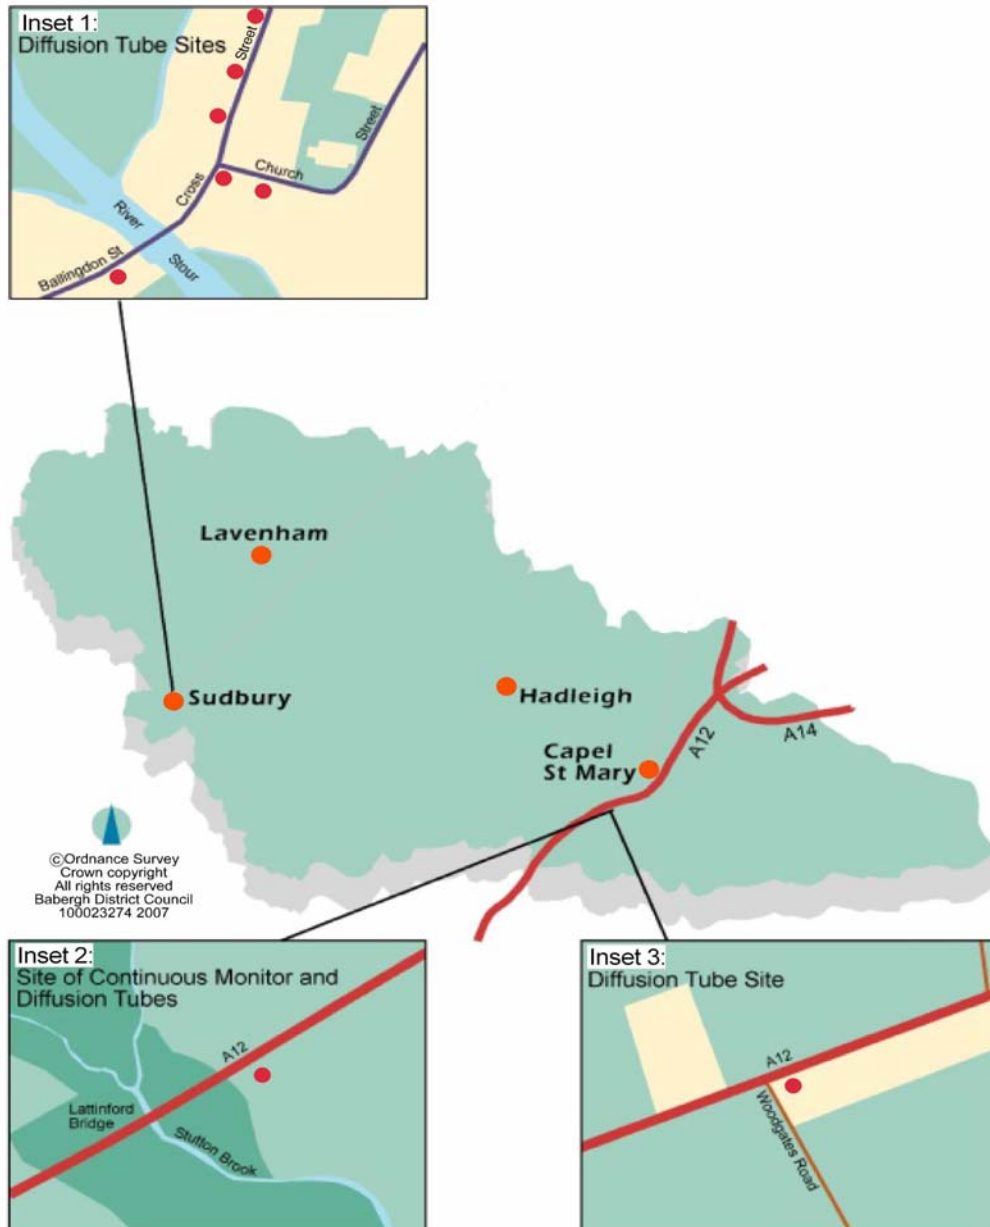 Inset 1:
Diffusion Tube Sites
Street
Street
Church
Cross
River
Stour
Ballingdon St
Lavenham
Sudbury
Hadleigh
Capel
St Mary
A12
A14
©Ordnance Survey
Crown copyright
All rights reserved
Babergh District Council
100023274 2007
Inset 2:
Site of Continuous Monitor and
Diffusion Tubes
A12
Lattinford
Bridge
Stutton Brook
Inset 3:
Diffusion Tube Site
A12
Woodgates Road